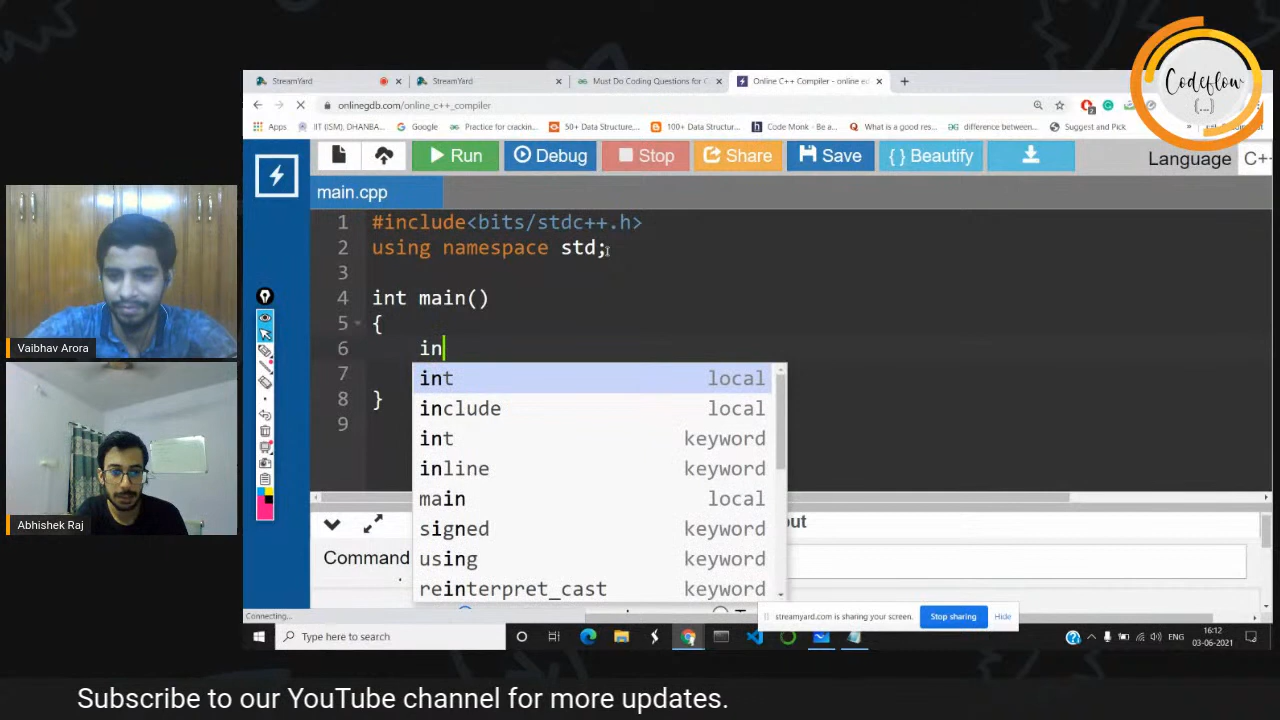 Codeflow
{...}
StreamYard
StreamYard
Must Do Coding Questions for C
Online C++ Compiler - online ed
onlinegdb.com/online_c++_compiler
Apps
IIT (ISM), DHANBA...
Google
Practice for crackin...
50+ Data Structure,...
100+ Data Structur...
Code Monk - Be a...
What is a good res...
difference between...
Suggest and Pick
Run
Debug
Stop
Share
Save
{ } Beautify
Language
C+
main.cpp
1 #include<bits/stdc++.h>
2 using namespace std;
3
4 int main()
5 {
6 in
7
8 }
9
int local
include local
int keyword
inline keyword
main local
signed keyword
using keyword
reinterpret_cast keyword
Command
Vaibhav Arora
Abhishek Raj
Connecting...
streamyard.com is sharing your screen.
Stop sharing
Hide
Type here to search
ENG
16:12
03-06-2021
Subscribe to our YouTube channel for more updates.